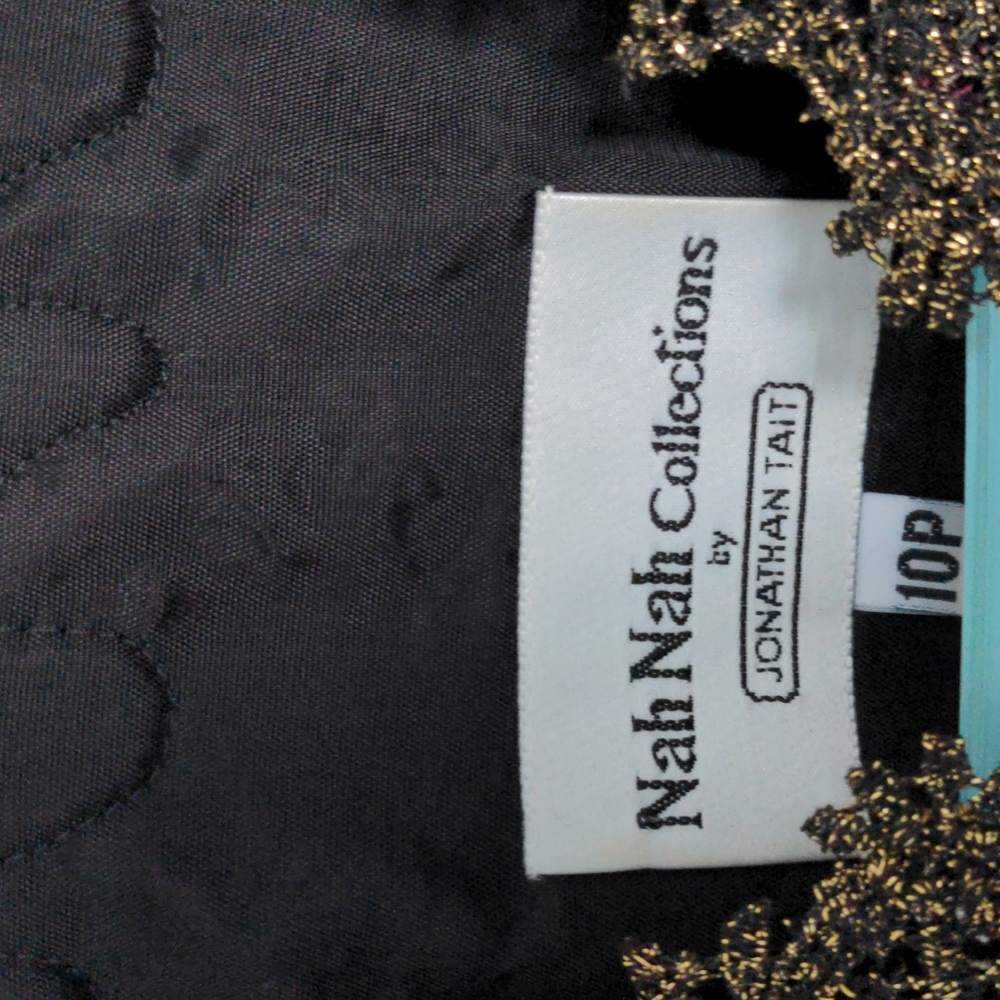 Nah Nah Collections
by
JONATHAN TAIT
10P